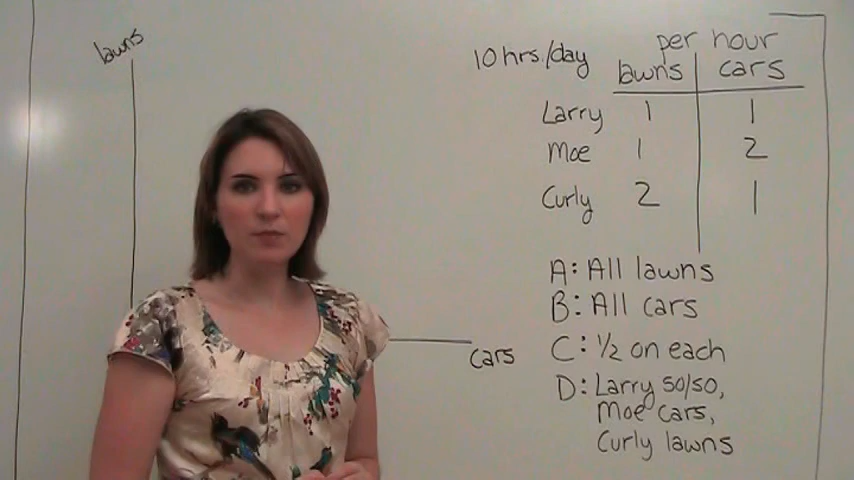 lawns
cars
10 hrs./day
per hour
lawns cars
Larry 1 1
Moe 1 2
Curly 2 1
A: All lawns
B: All cars
C: 1/2 on each
D: Larry 50/50,
Moe cars,
Curly lawns